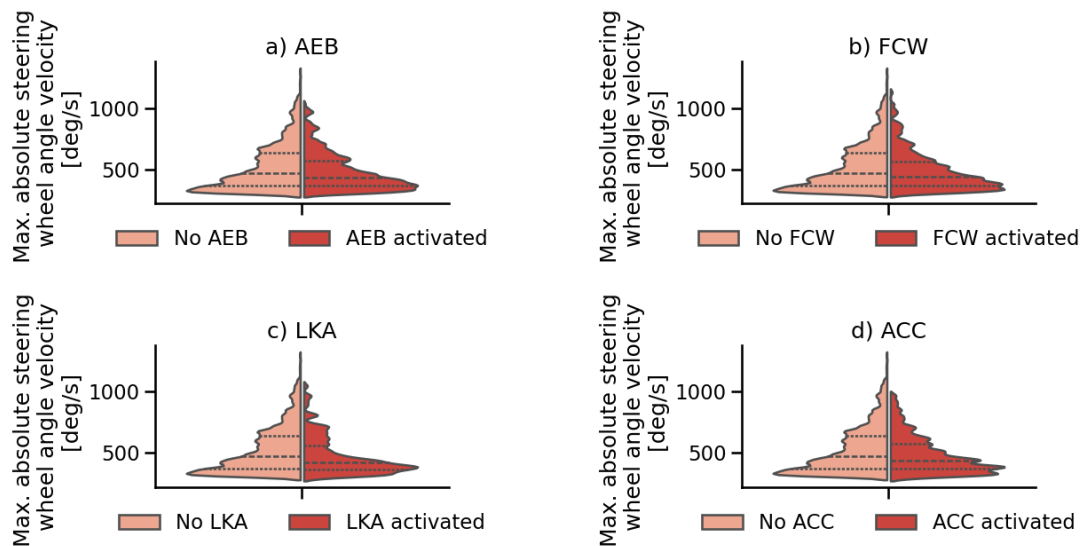 a) AEB
Max. absolute steering
wheel angle velocity
[deg/s]
1000
500
No AEB
AEB activated
b) FCW
Max. absolute steering
wheel angle velocity
[deg/s]
1000
500
No FCW
FCW activated
c) LKA
Max. absolute steering
wheel angle velocity
[deg/s]
1000
500
No LKA
LKA activated
d) ACC
Max. absolute steering
wheel angle velocity
[deg/s]
1000
500
No ACC
ACC activated